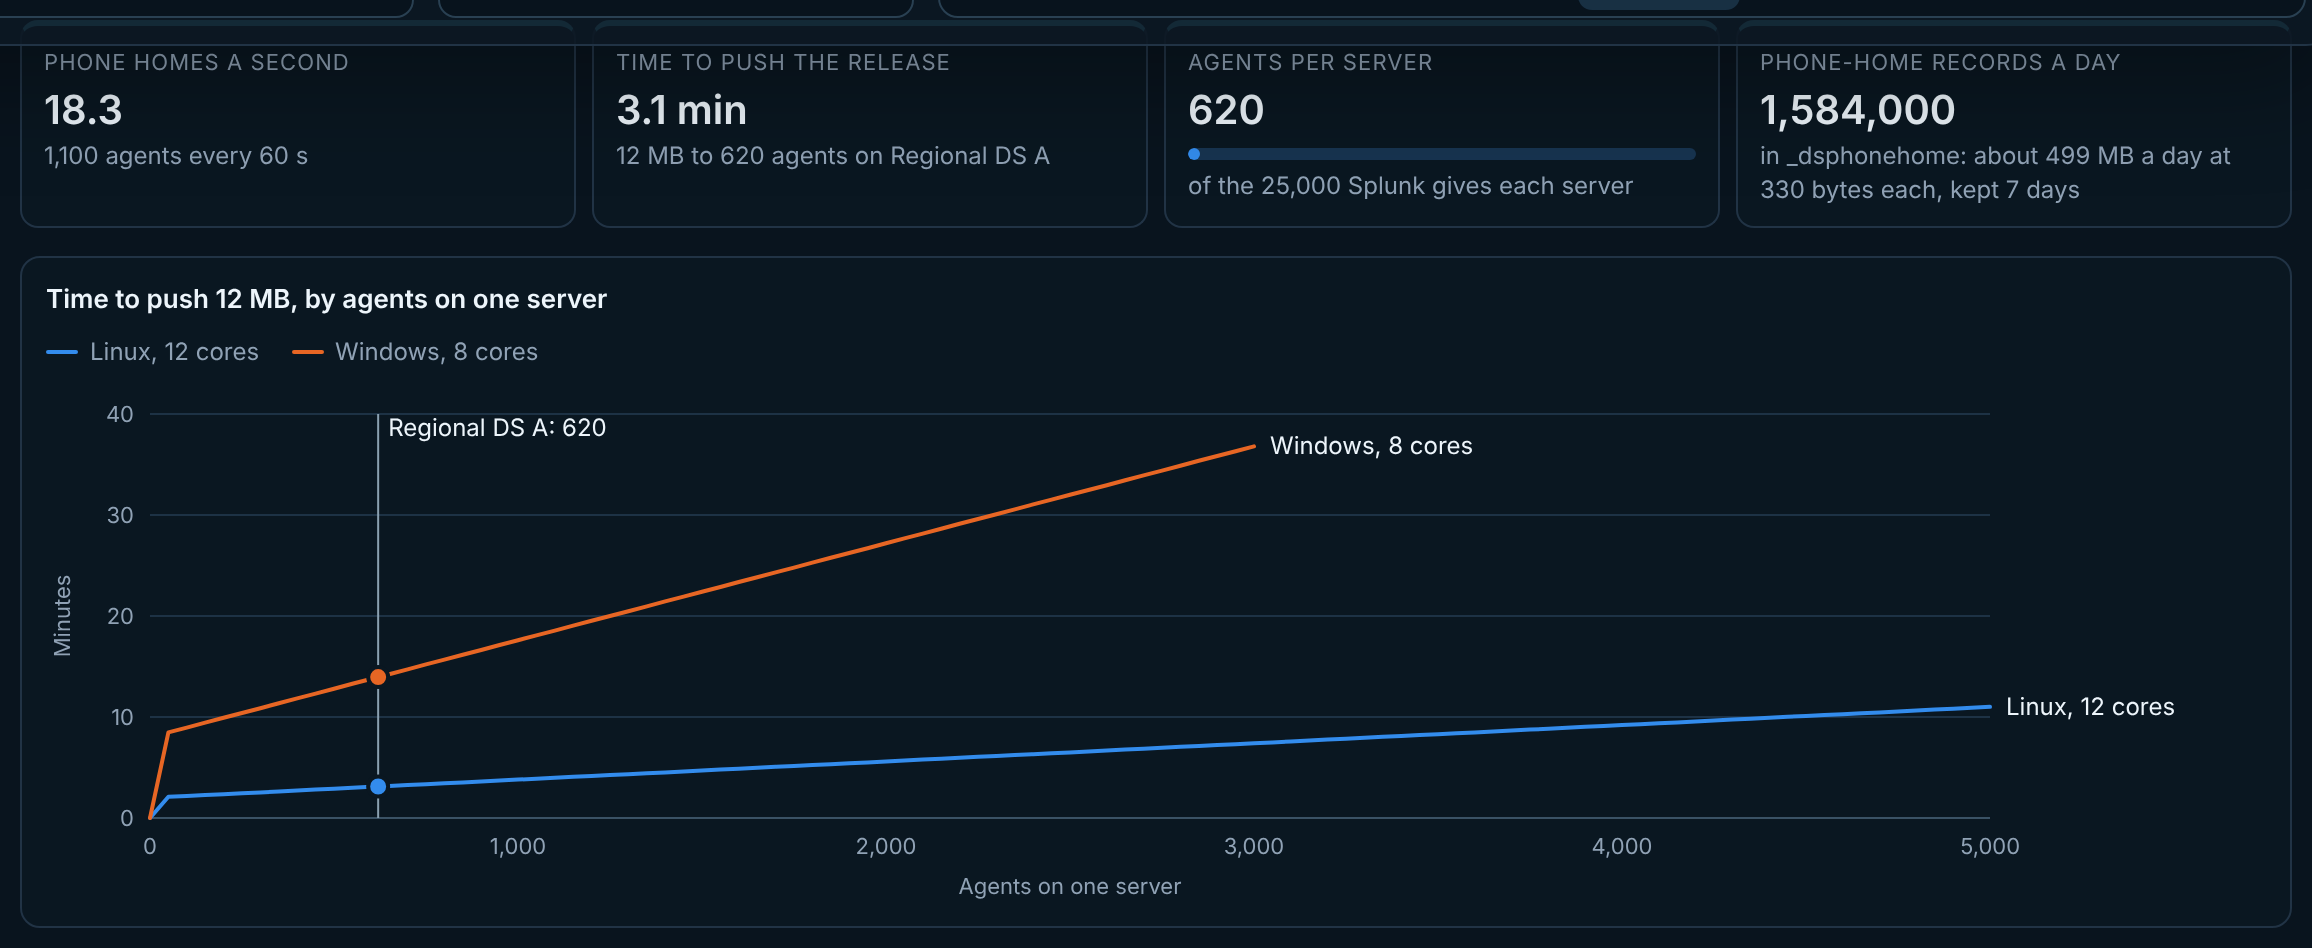 PHONE HOMES A SECOND
18.3
1,100 agents every 60 s
TIME TO PUSH THE RELEASE
3.1 min
12 MB to 620 agents on Regional DS A
AGENTS PER SERVER
620
of the 25,000 Splunk gives each server
PHONE-HOME RECORDS A DAY
1,584,000
in _dsphonehome: about 499 MB a day at
330 bytes each, kept 7 days
Time to push 12 MB, by agents on one server
Linux, 12 cores
Windows, 8 cores
40
Regional DS A: 620
Windows, 8 cores
30
Minutes
20
10
Linux, 12 cores
0
0
1,000
2,000
3,000
4,000
5,000
Agents on one server